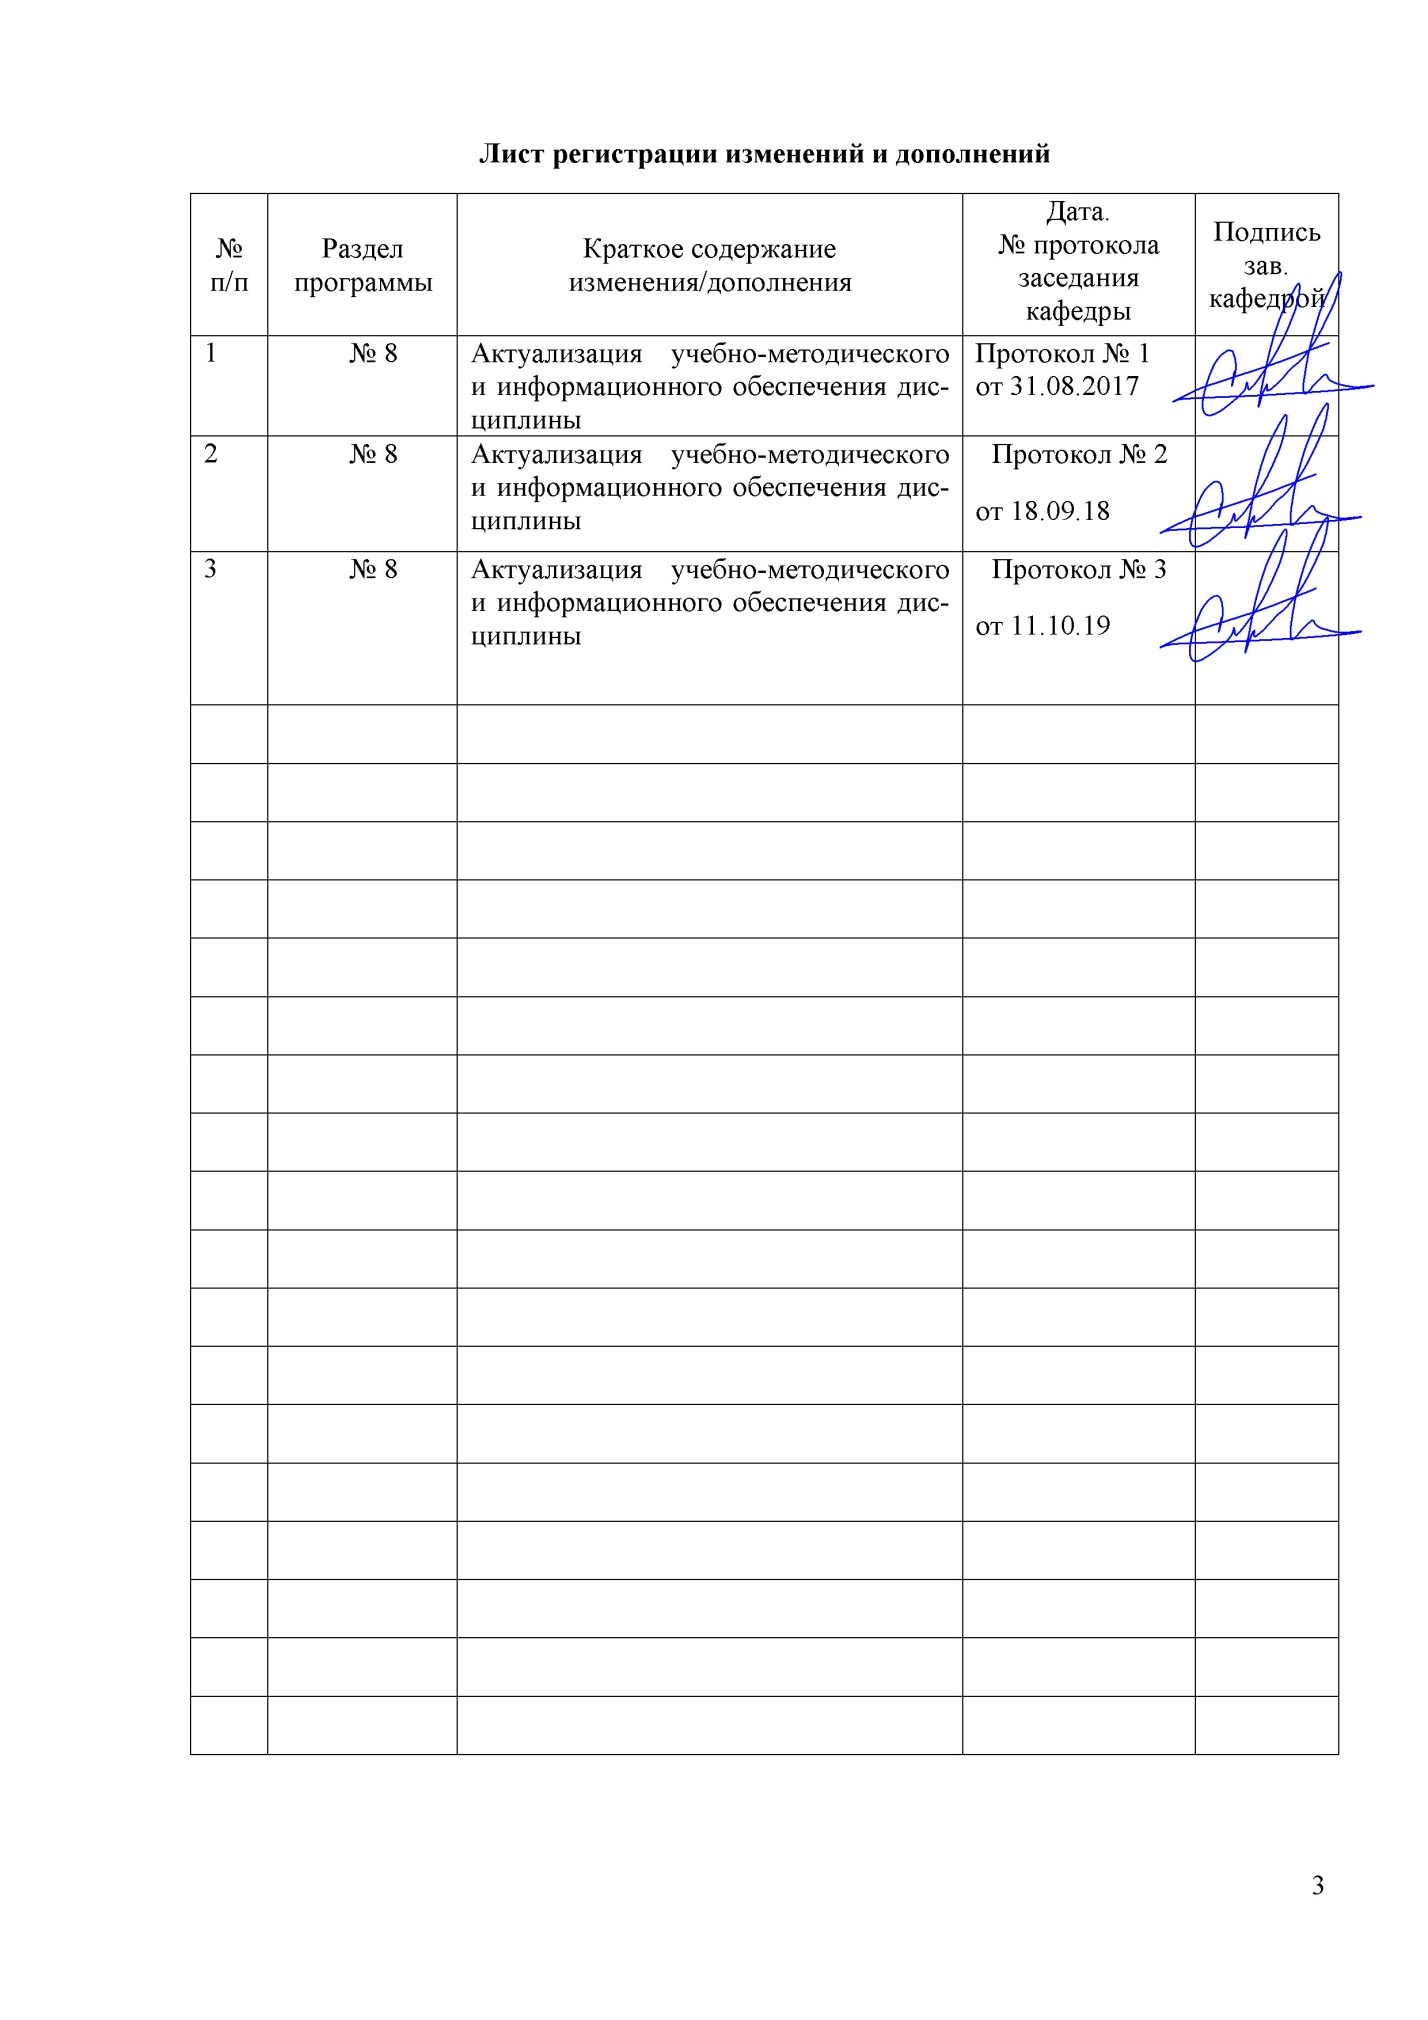 Лист регистрации изменений и дополнений
№
п/п
Раздел
программы
Краткое содержание
изменения/дополнения
Дата.
№ протокола
заседания
кафедры
Подпись
зав.
кафедрой
1
№ 8
Актуализация учебно-методического
и информационного обеспечения дис-
циплины
Протокол № 1
от 31.08.2017
2
№ 8
Актуализация учебно-методического
и информационного обеспечения дис-
циплины
Протокол № 2
от 18.09.18
3
№ 8
Актуализация учебно-методического
и информационного обеспечения дис-
циплины
Протокол № 3
от 11.10.19
3